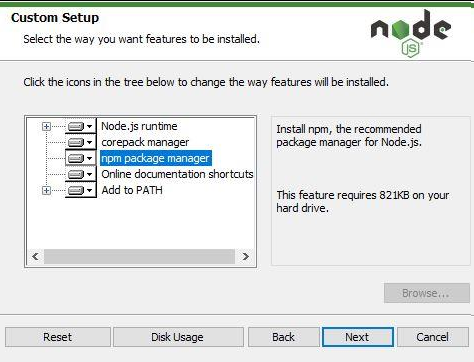 Custom Setup
Select the way you want features to be installed.
node
JS
Click the icons in the tree below to change the way features will be installed.
Node.js runtime
corepack manager
npm package manager
Online documentation shortcuts
Add to PATH
Install npm, the recommended
package manager for Node.js.
This feature requires 821KB on your
hard drive.
Browse...
Reset
Disk Usage
Back
Next
Cancel